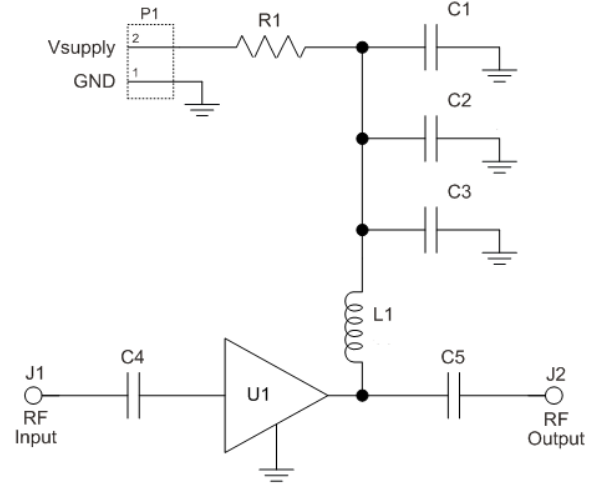 P1
R1
C1
Vsupply 2
GND 1
C2
C3
L1
C4
C5
J1
U1
J2
RF
Input
RF
Output